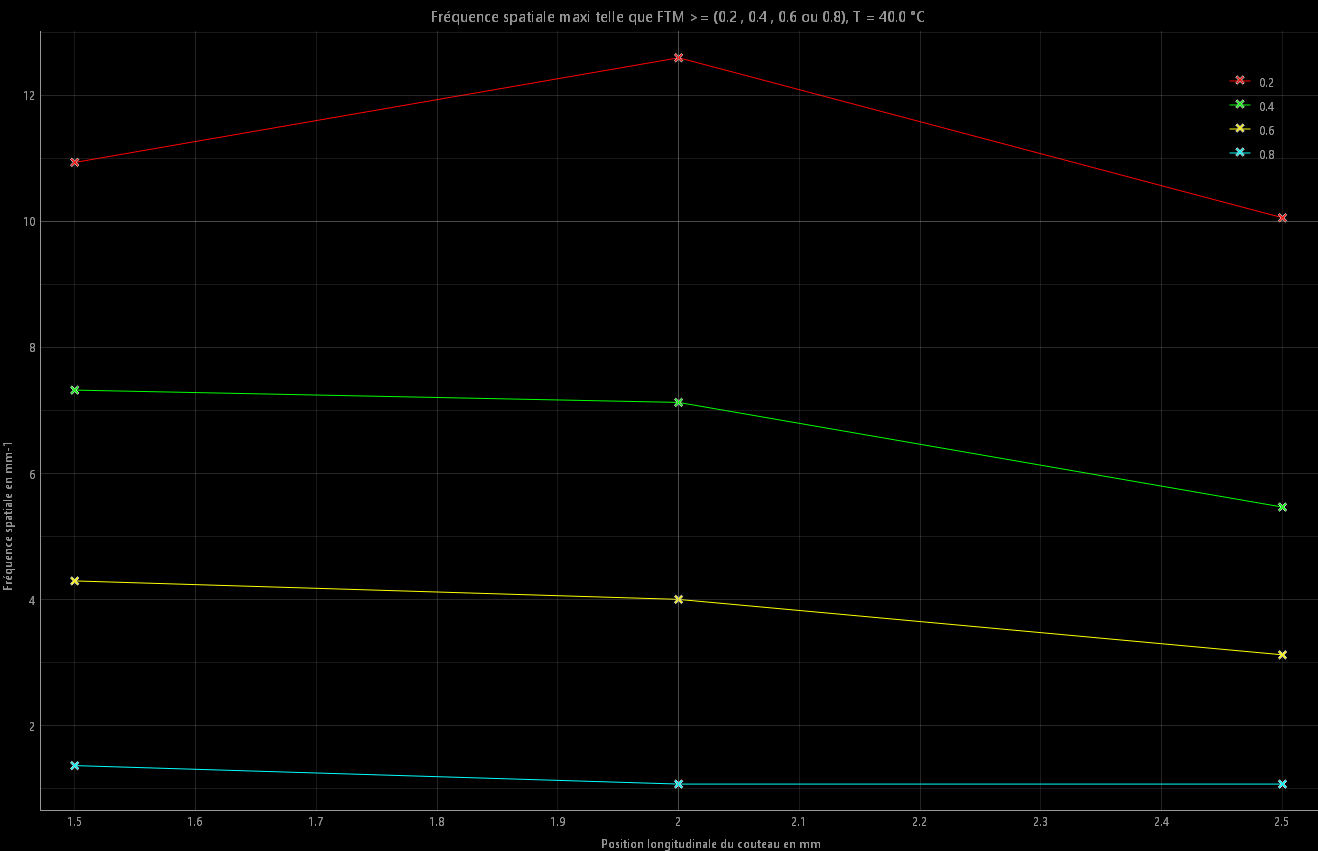 Fréquence spatiale maxi telle que FTM >= (0.2 , 0.4 , 0.6 ou 0.8), T = 40.0 °C
0.2
0.4
0.6
0.8
12
10
8
6
4
2
Fréquence spatiale en mm-1
1.5 1.6 1.7 1.8 1.9 2 2.1 2.2 2.3 2.4 2.5
Position longitudinale du couteau en mm